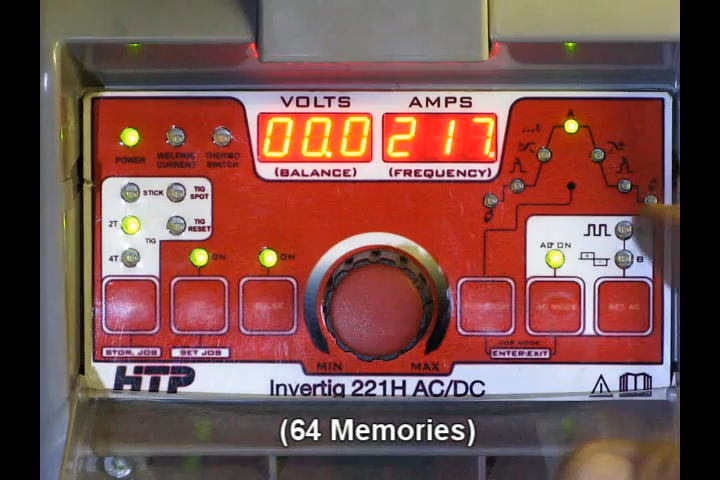 VOLTS AMPS
00.0 217.
(BALANCE) (FREQUENCY)
A
POWER WELDING CURRENT THERMO SWITCH
STICK TIG SPOT
2T TIG RESET
TIG
4T ON ON AC ON B
MIN MAX
STOR. JOB SET JOB JOB MODE
ENTER\EXIT
HTP Invertig 221H AC/DC
(64 Memories)